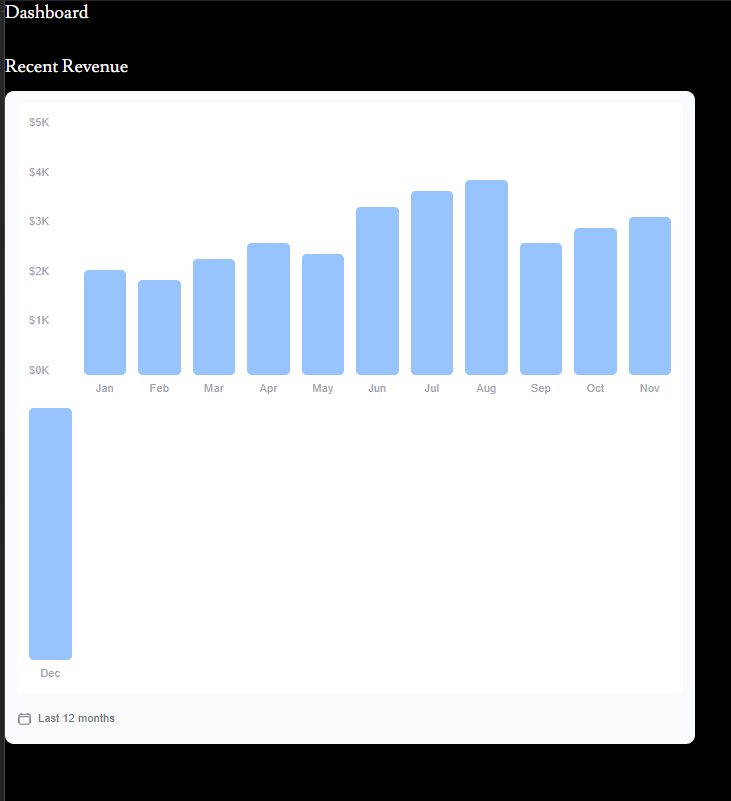 Dashboard
Recent Revenue
$5K
$4K
$3K
$2K
$1K
$0K
Jan Feb Mar Apr May Jun Jul Aug Sep Oct Nov
Dec
Last 12 months